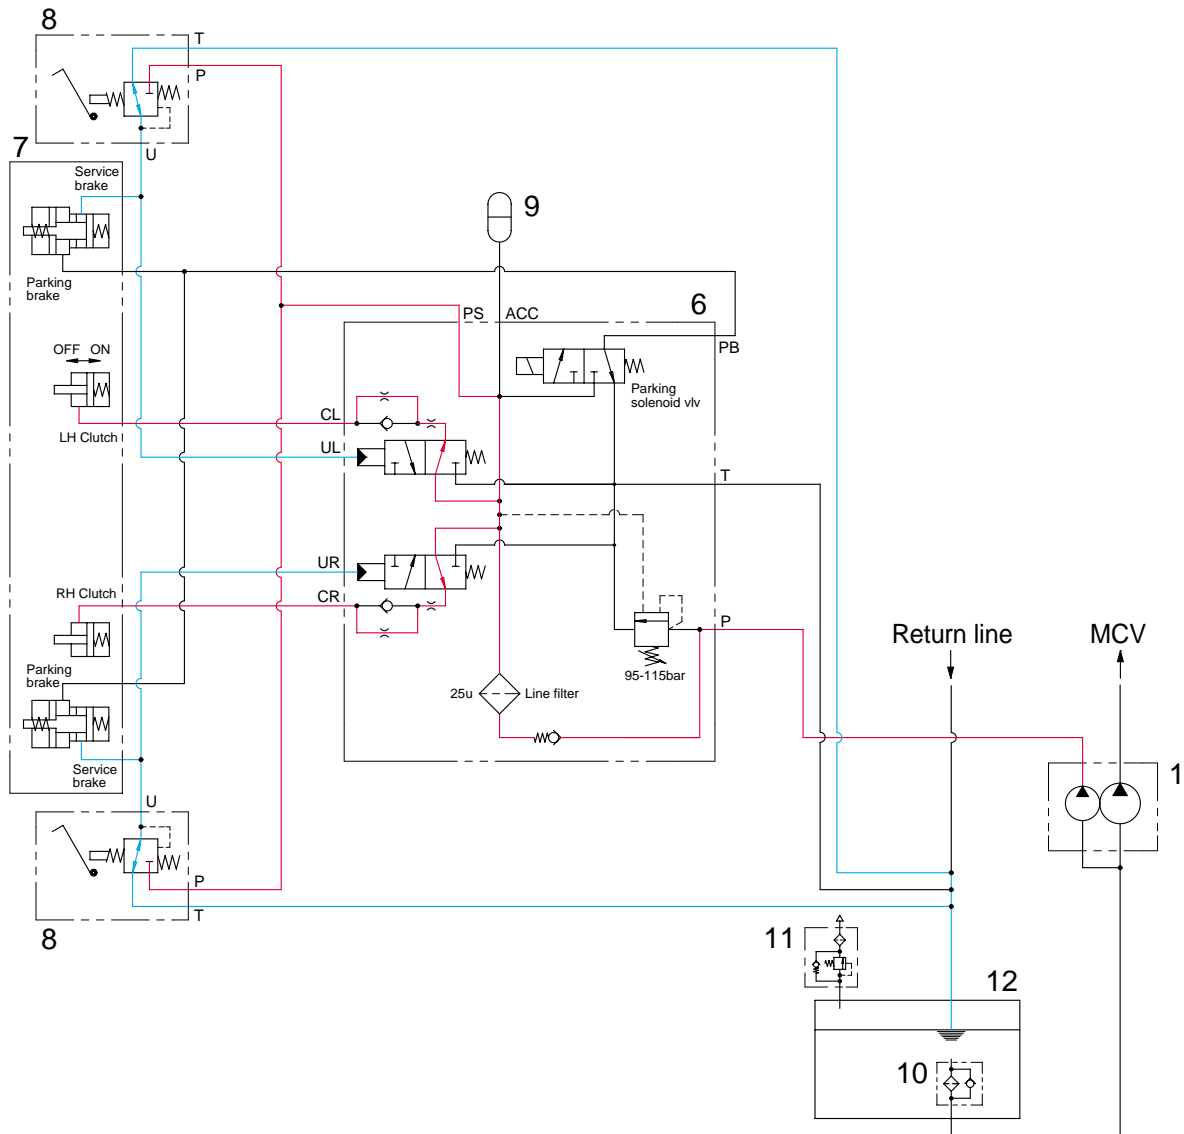 8
T
P
U
7
Service
brake
Parking
brake
9
6
PS
ACC
PB
OFF
ON
LH Clutch
Parking
solenoid vlv
CL
UL
T
UR
RH Clutch
CR
P
Return line
MCV
95-115bar
Parking
brake
25u
Line filter
Service
brake
1
U
P
T
8
11
12
10